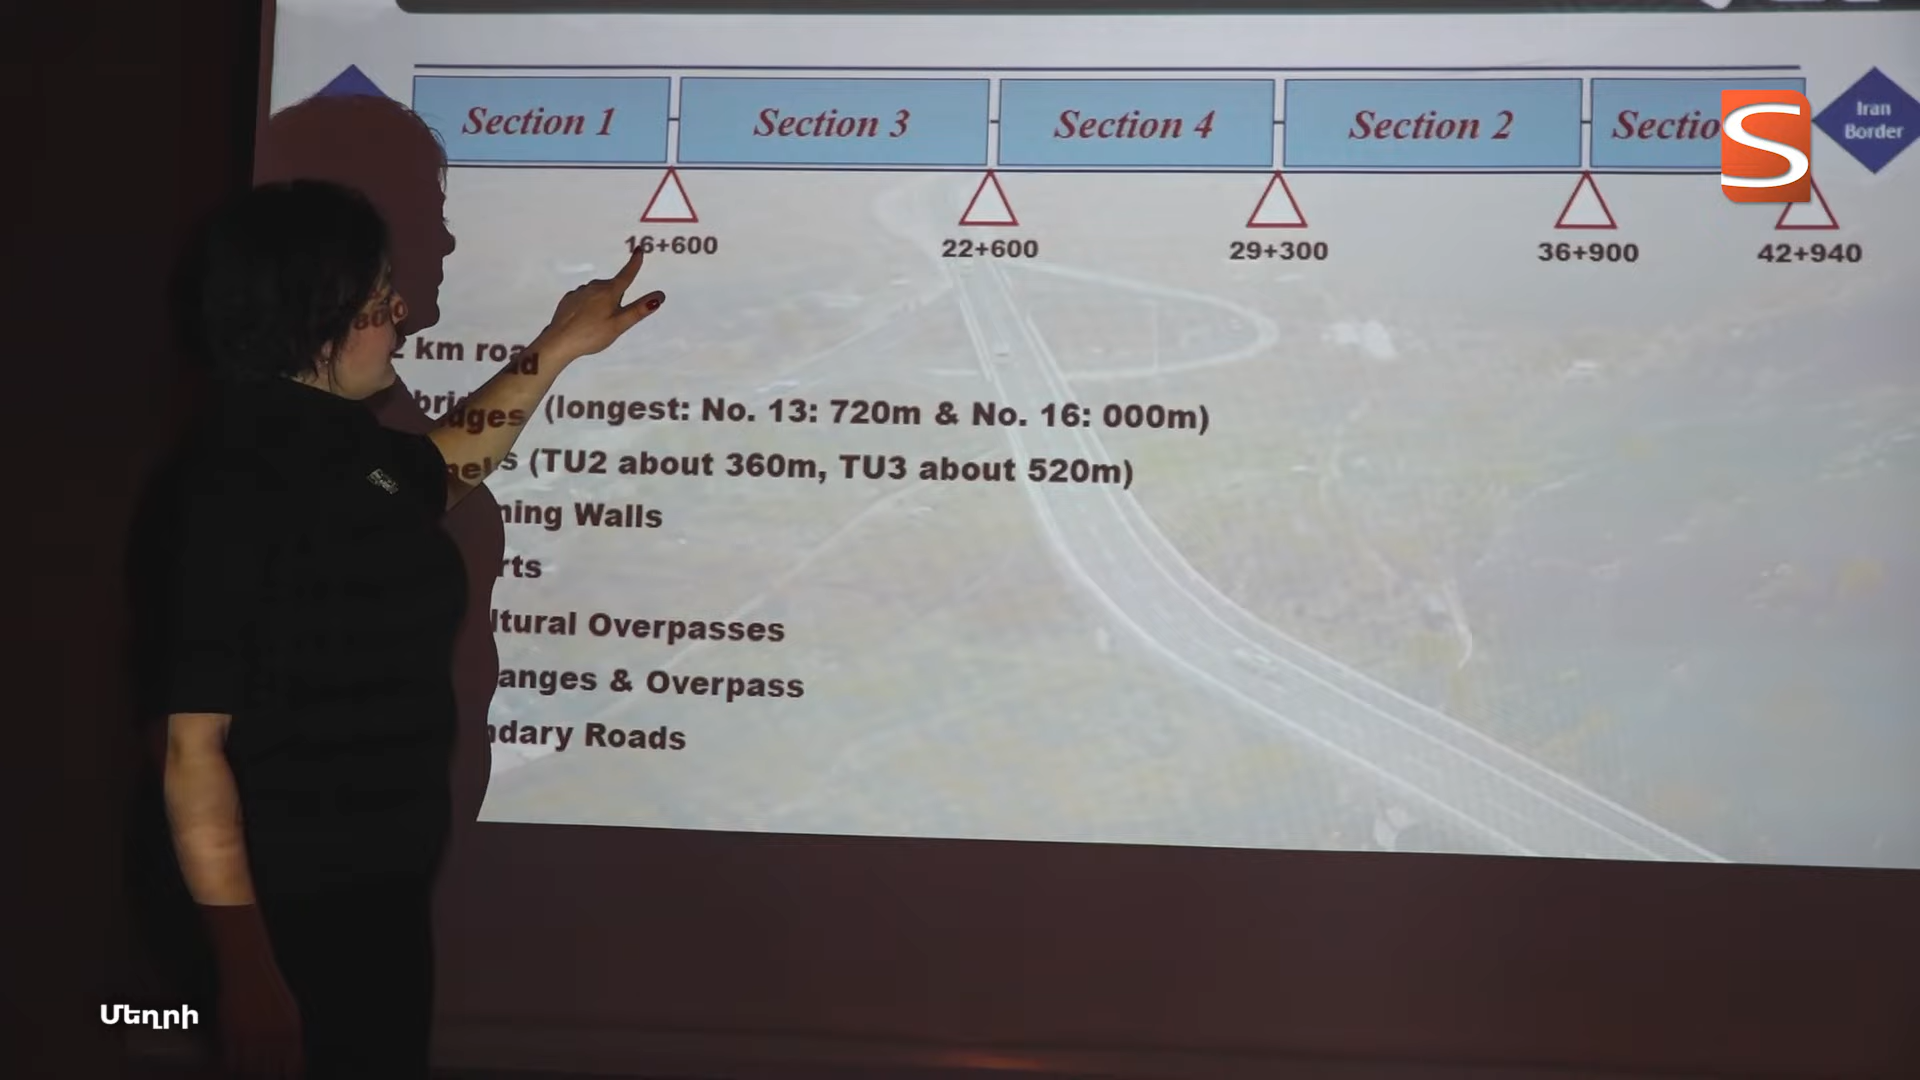 Section 1 Section 3 Section 4 Section 2 Sectio S Iran Border
16+600 22+600 29+300 36+900 42+940
km road
bridges (longest: No. 13: 720m & No. 16: 000m)
nels (TU2 about 360m, TU3 about 520m)
ning Walls
rts
ltural Overpasses
anges & Overpass
ndary Roads
Մեղրի